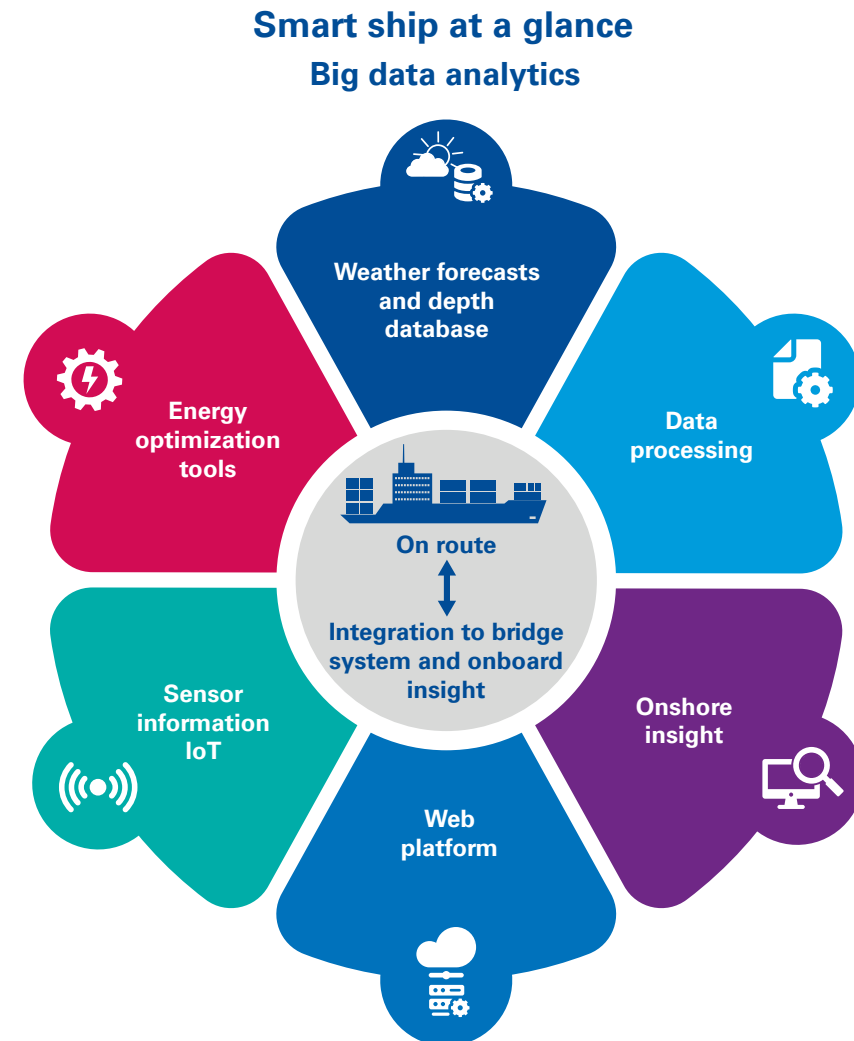 Smart ship at a glance
Big data analytics
Weather forecasts
and depth
database
Data
processing
Onshore
insight
Web
platform
Sensor
information
IoT
Energy
optimization
tools
On route
Integration to bridge
system and onboard
insight